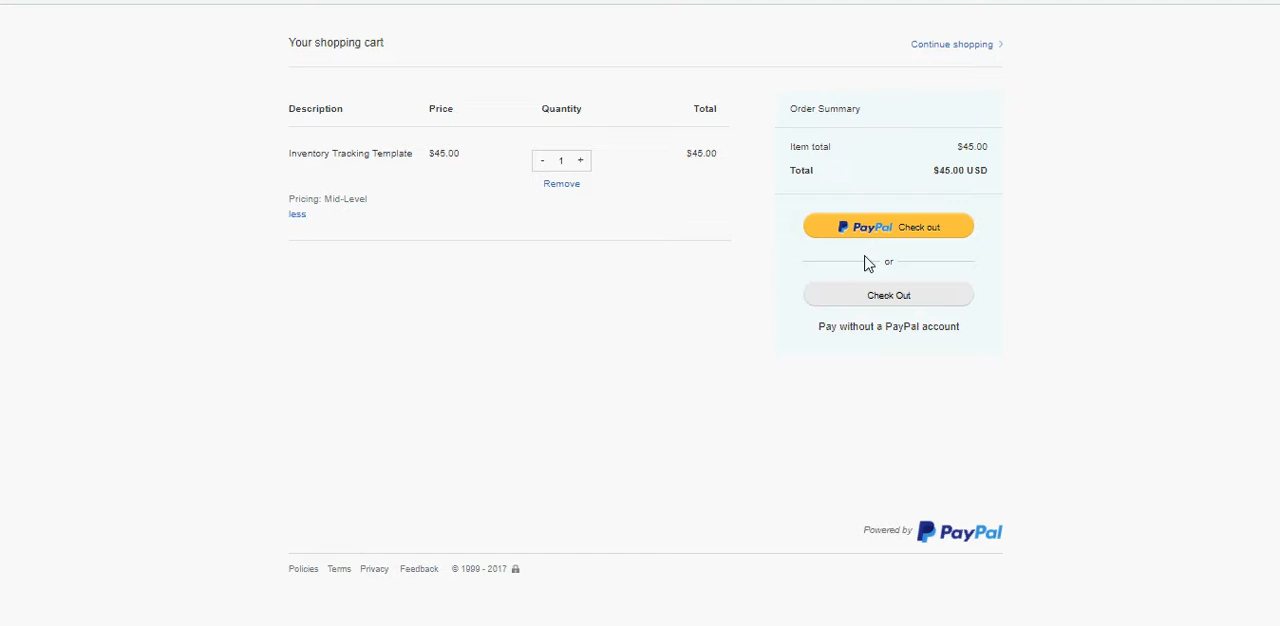 Your shopping cart
Continue shopping >
Description Price Quantity Total
Inventory Tracking Template $45.00 - 1 + $45.00
Remove
Pricing: Mid-Level
less
Order Summary
Item total $45.00
Total $45.00 USD
PayPal Check out
or
Check Out
Pay without a PayPal account
Powered by PayPal
Policies Terms Privacy Feedback © 1999 - 2017